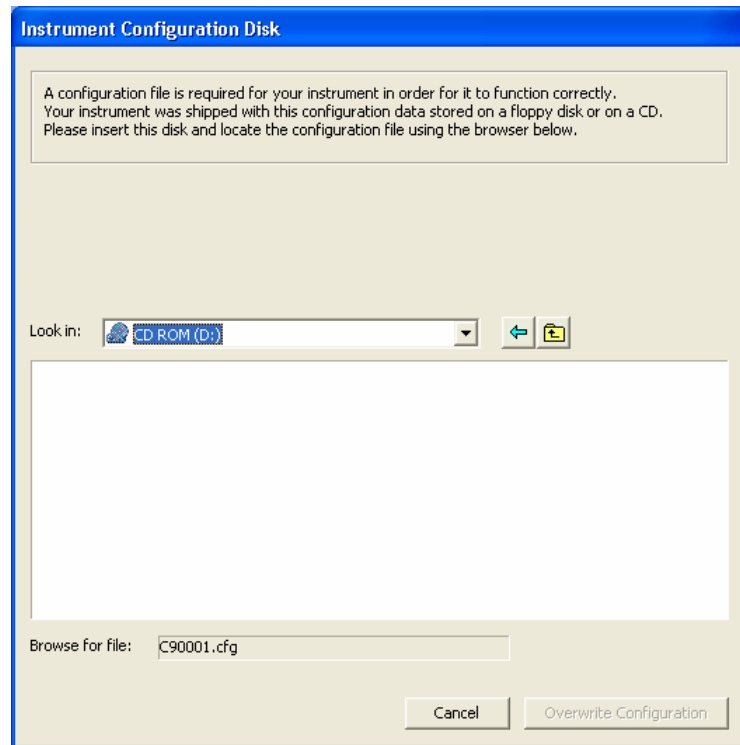 Instrument Configuration Disk
A configuration file is required for your instrument in order for it to function correctly.
Your instrument was shipped with this configuration data stored on a floppy disk or on a CD.
Please insert this disk and locate the configuration file using the browser below.
Look in: CD ROM (D:)
Browse for file: C90001.cfg
Cancel Overwrite Configuration